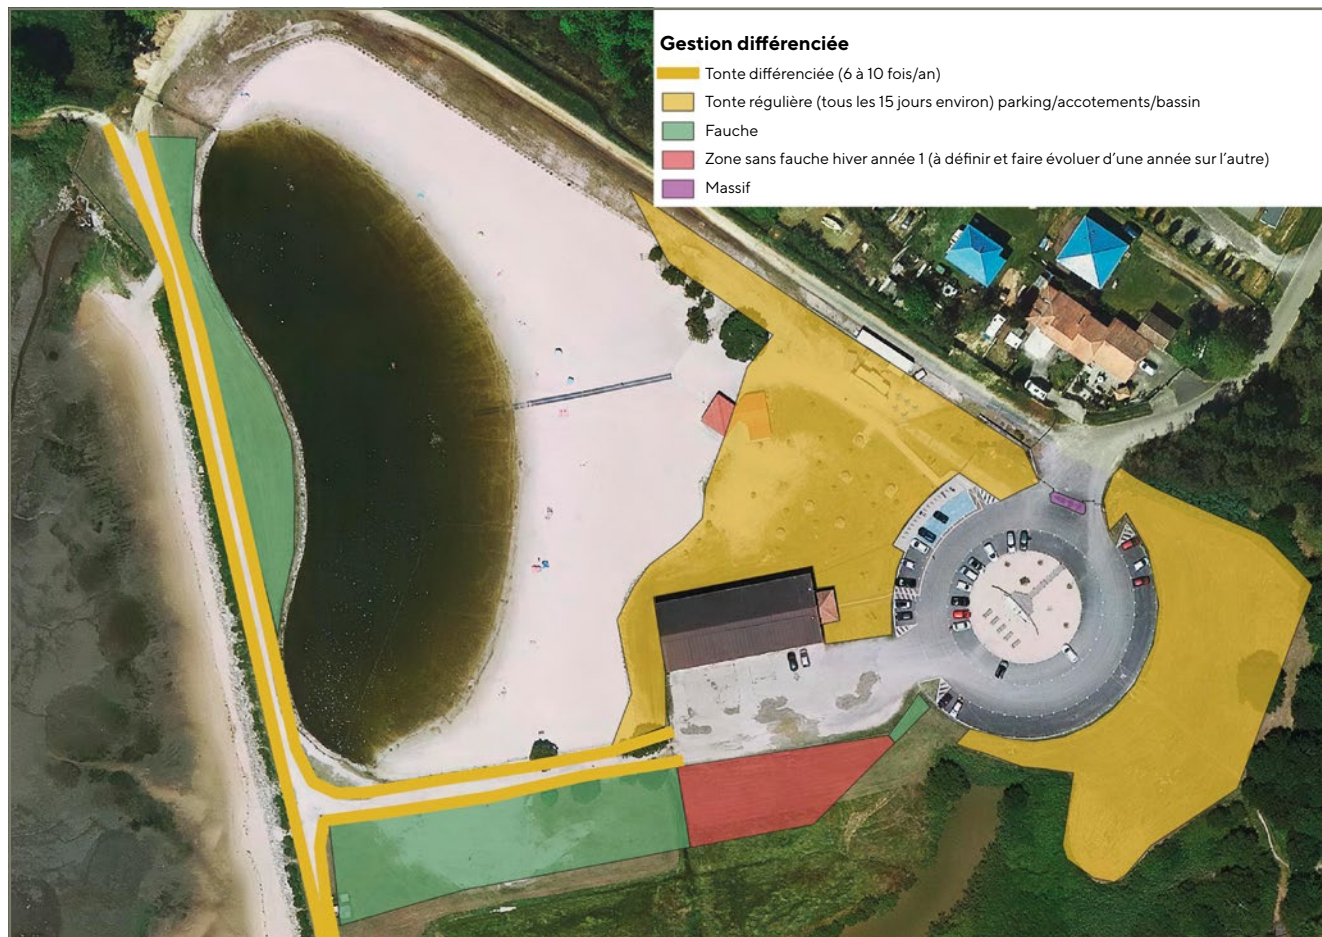 Gestion différenciée
Tonte différenciée (6 à 10 fois/an)
Tonte régulière (tous les 15 jours environ) parking/accotements/bassin
Fauche
Zone sans fauche hiver année 1 (à définir et faire évoluer d’une année sur l’autre)
Massif